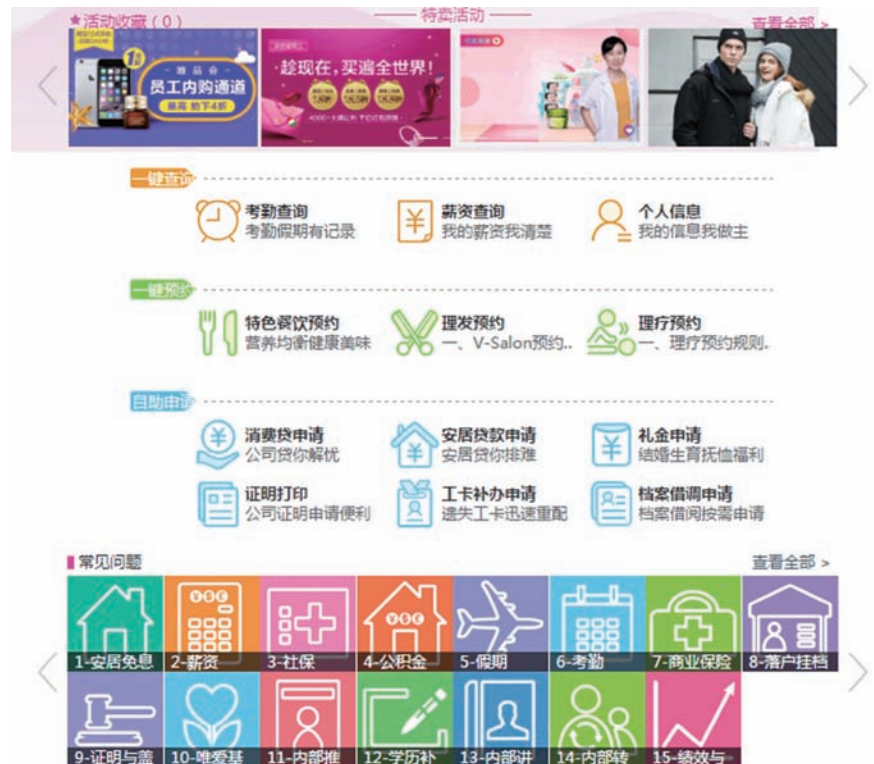 ★活动收藏(0)
特卖活动
查看全部 >
唯品会
员工内购通道
最高 拍下4折
趁现在,买遍全世界!
一键查询
考勤查询
考勤假期有记录
薪资查询
我的薪资我清楚
个人信息
我的信息我做主
一键预约
特色餐饮预约
营养均衡健康美味
理发预约
一、V-Salon预约..
理疗预约
一、理疗预约规则.
自助申请
消费贷申请
公司贷你解忧
安居贷款申请
安居贷你排难
礼金申请
结婚生育抚恤福利
证明打印
公司证明申请便利
工卡补办申请
遗失工卡迅速重配
档案借调申请
档案借阅按需申请
常见问题
查看全部 >
1-安居免息
2-薪资
3-社保
4-公积金
5-假期
6-考勤
7-商业保险
8-落户挂档
9-证明与盖
10-唯爱基
11-内部推
12-学历补
13-内部讲
14-内部转
15-绩效与